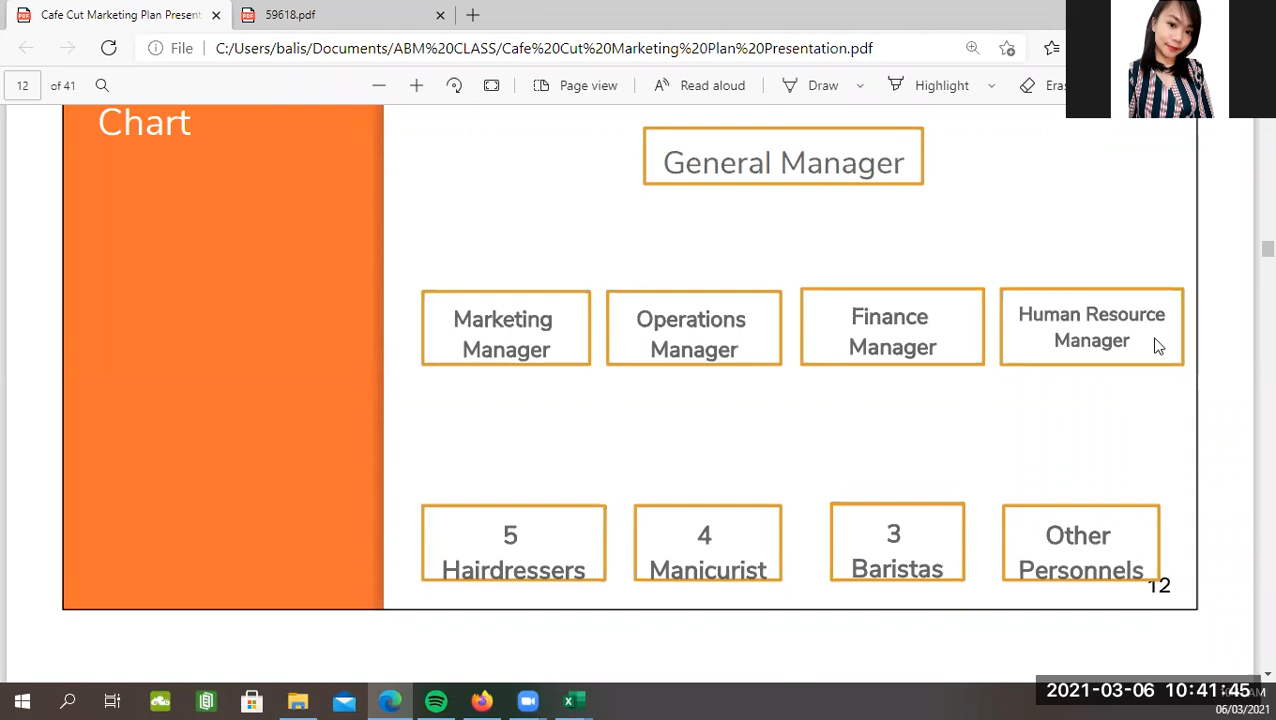 Cafe Cut Marketing Plan Present
59618.pdf
File
C:/Users/balis/Documents/ABM%20CLASS/Cafe%20Cut%20Marketing%20Plan%20Presentation.pdf
12 of 41
Page view
Read aloud
Draw
Highlight
Eras
Chart
General Manager
Marketing
Manager
Operations
Manager
Finance
Manager
Human Resource
Manager
5
Hairdressers
4
Manicurist
3
Baristas
Other
Personnels
12
2021-03-06 10:41:45
06/03/2021